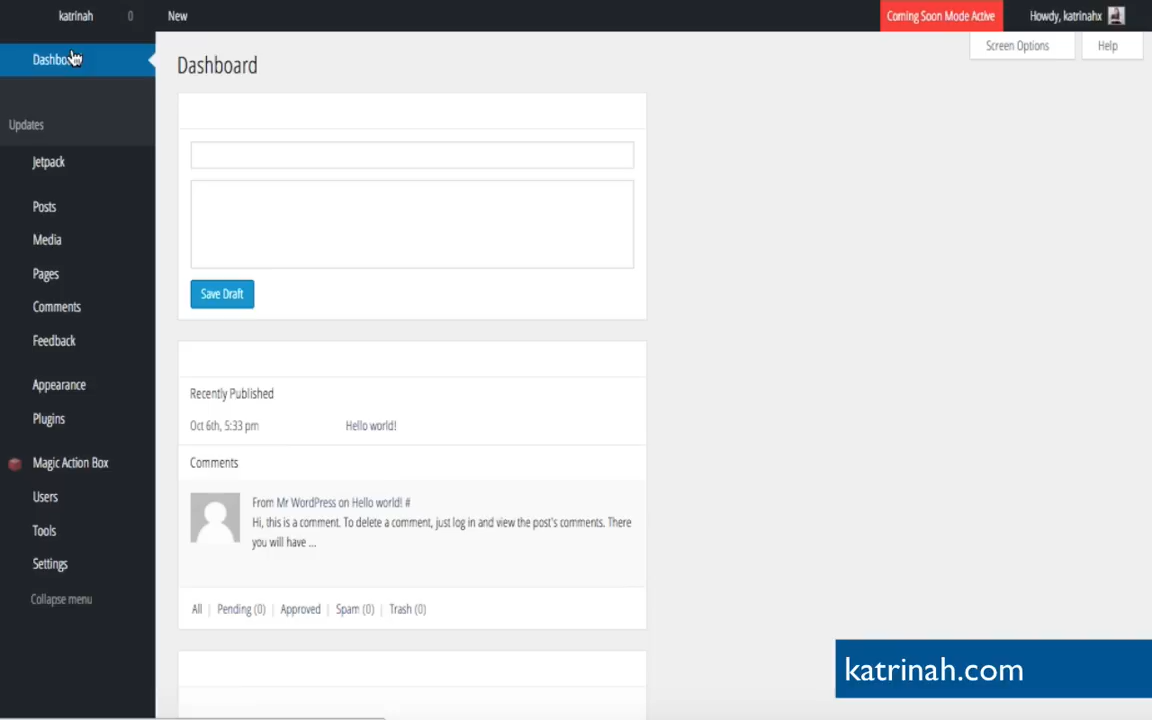 katrinah 0 New Coming Soon Mode Active Howdy, katrinahx
Screen Options Help
Dashboard
Updates
Jetpack
Posts
Media
Pages
Comments
Feedback
Appearance
Plugins
Magic Action Box
Users
Tools
Settings
Collapse menu
Dashboard
Save Draft
Recently Published
Oct 6th, 5:33 pm Hello world!
Comments
From Mr WordPress on Hello world! #
Hi, this is a comment. To delete a comment, just log in and view the post's comments. There
you will have ...
All | Pending (0) | Approved | Spam (0) | Trash (0)
katrinah.com